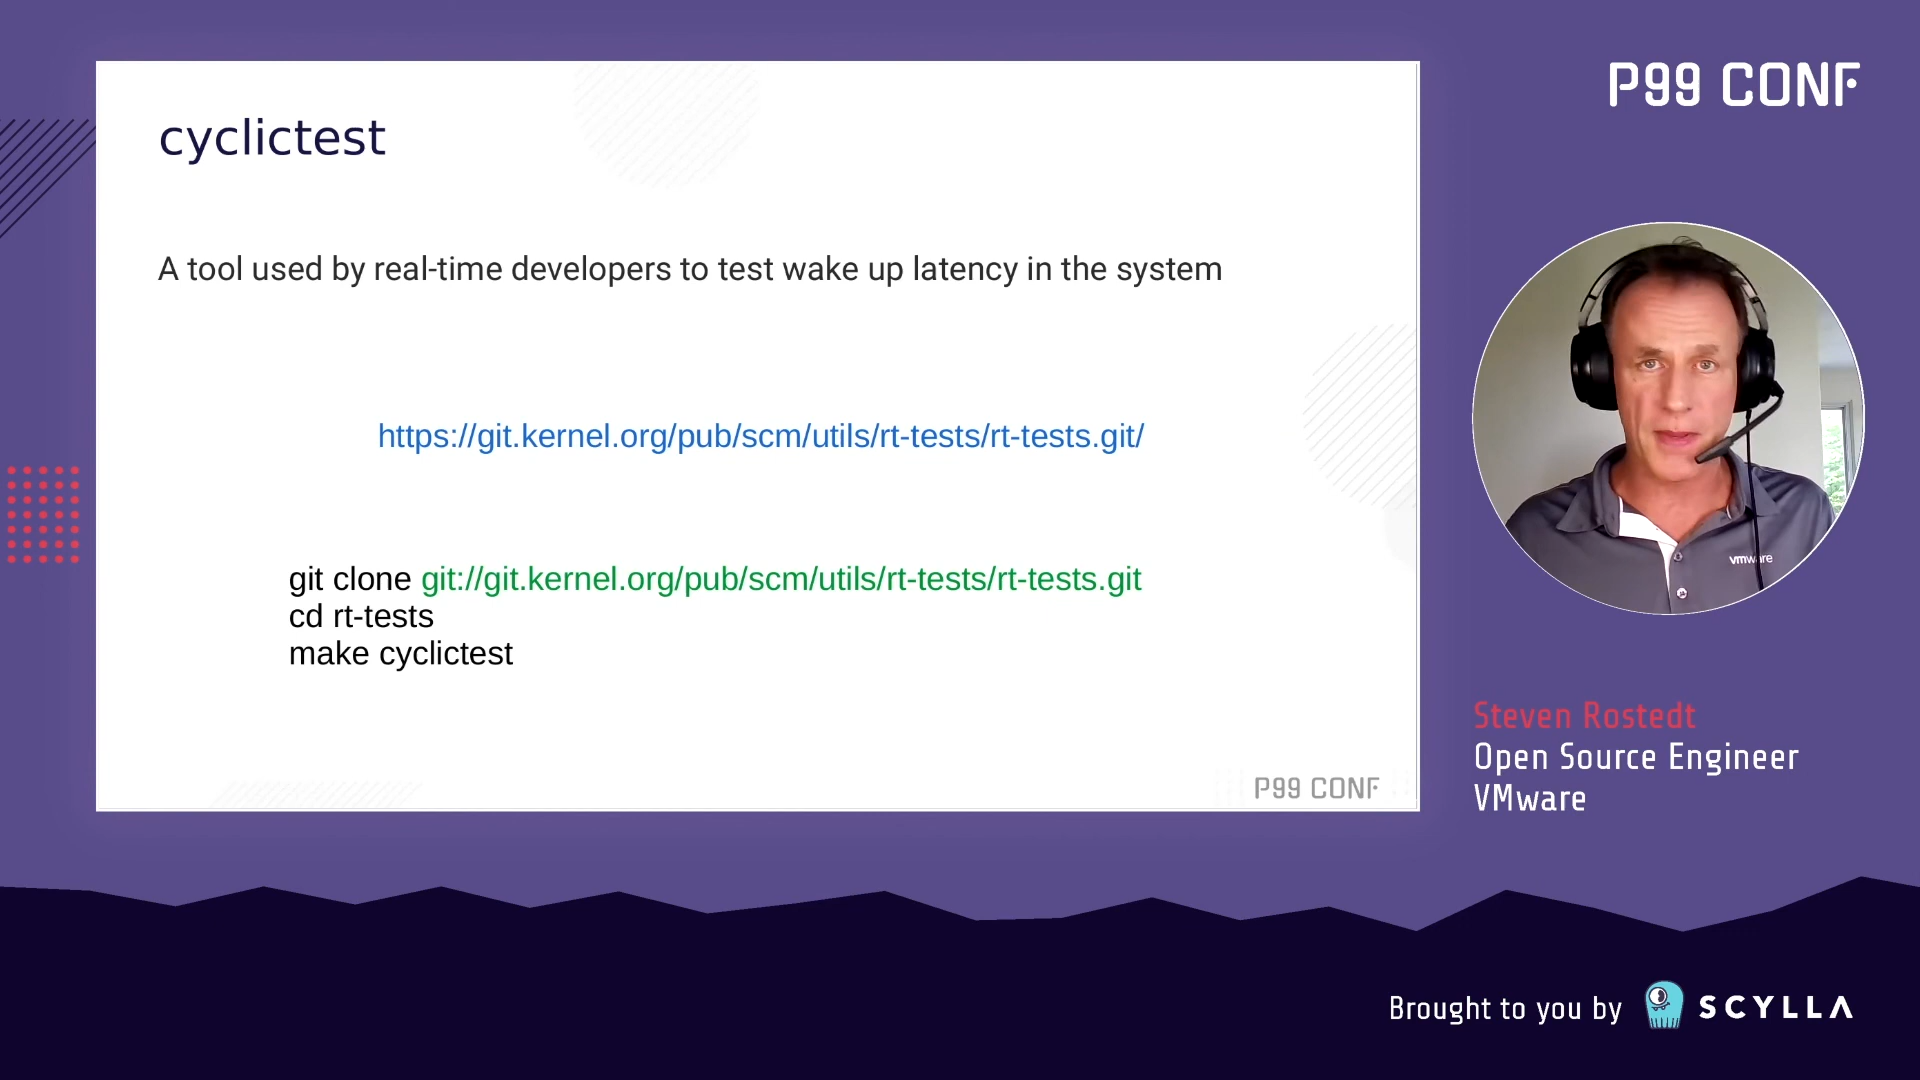 P99 CONF
cyclictest
A tool used by real-time developers to test wake up latency in the system
https://git.kernel.org/pub/scm/utils/rt-tests/rt-tests.git/
git clone git://git.kernel.org/pub/scm/utils/rt-tests/rt-tests.git
cd rt-tests
make cyclictest
P99 CONF
vmware
Steven Rostedt
Open Source Engineer
VMware
Brought to you by SCYLLA